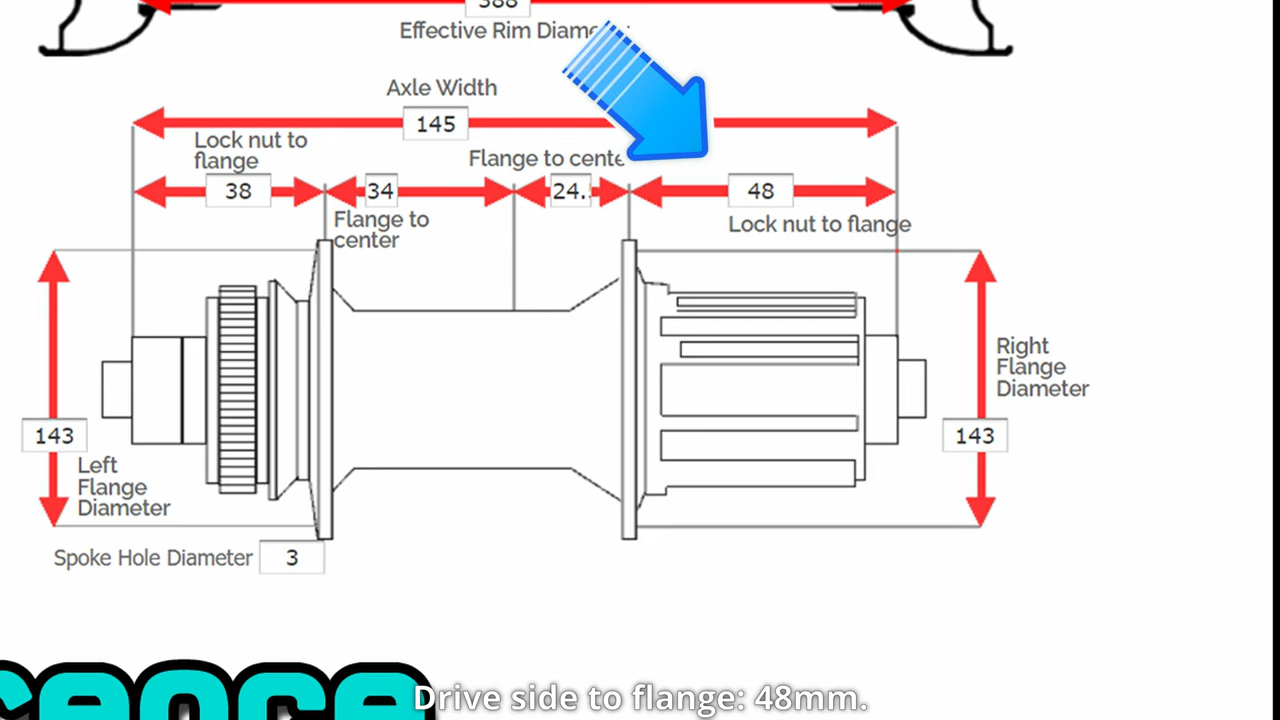 388
Effective Rim
Axle Width
145
Lock nut to
flange
Flange to
38
34
24.
48
Flange to
center
Lock nut to flange
Right
Flange
Diameter
143
143
Left
Flange
Diameter
Spoke Hole Diameter 3
Drive side to flange: 48mm.